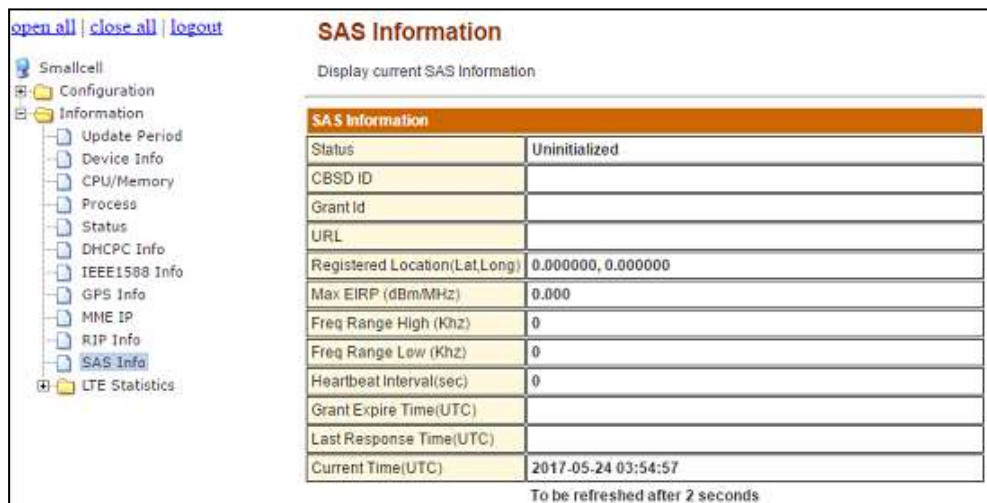 open all | close all | logout
Smallcell
Configuration
Information
Update Period
Device Info
CPU/Memory
Process
Status
DHCPC Info
IEEE1588 Info
GPS Info
MME IP
RIP Info
SAS Info
LTE Statistics
SAS Information
Display current SAS Information
SAS Information
Status Uninitialized
CBSD ID
Grant Id
URL
Registered Location(Lat,Long) 0.000000, 0.000000
Max EIRP (dBm/MHz) 0.000
Freq Range High (Khz) 0
Freq Range Low (Khz) 0
Heartbeat Interval(sec) 0
Grant Expire Time(UTC)
Last Response Time(UTC)
Current Time(UTC) 2017-05-24 03:54:57
To be refreshed after 2 seconds